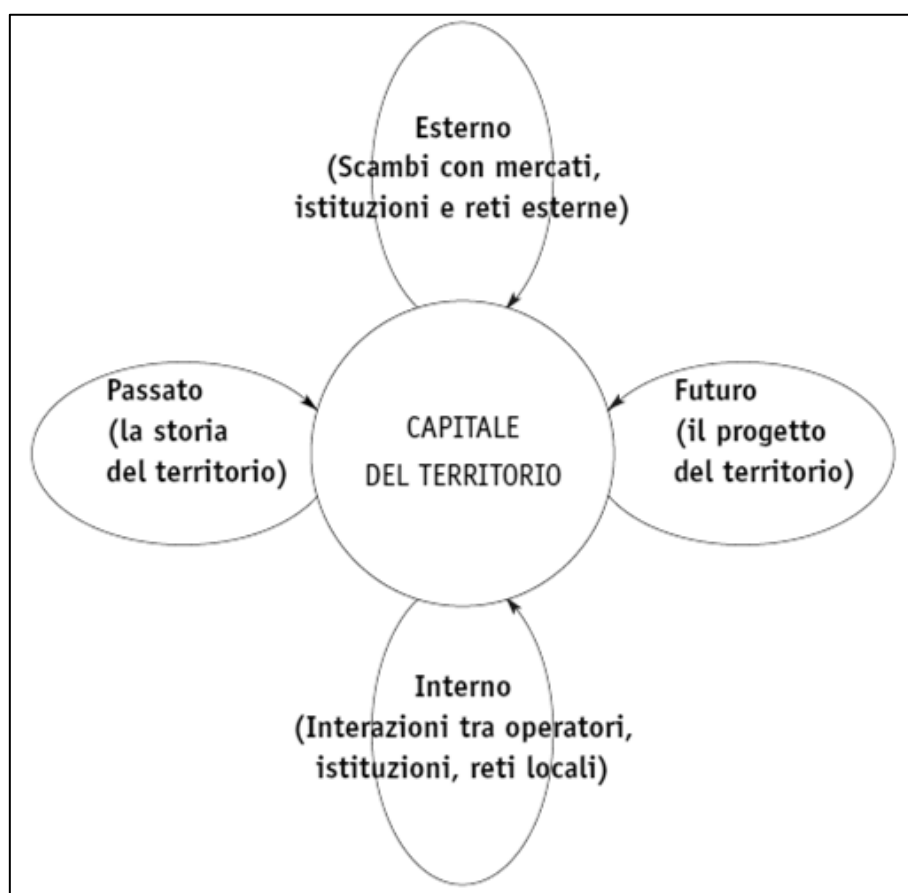 Esterno
(Scambi con mercati,
istituzioni e reti esterne)
Passato
(la storia
del territorio)
CAPITALE
DEL TERRITORIO
Futuro
(il progetto
del territorio)
Interno
(Interazioni tra operatori,
istituzioni, reti locali)